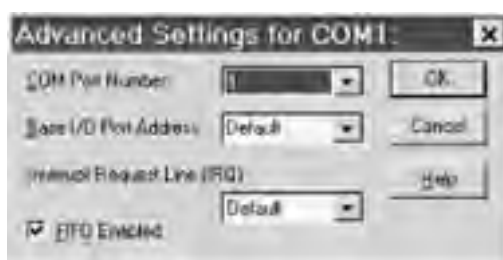 Advanced Settings for COM1:
COM Port Number: 1
OK
Base I/O Port Address: Default
Cancel
Interrupt Request Line (IRQ):
Help
Default
FIFO Enabled